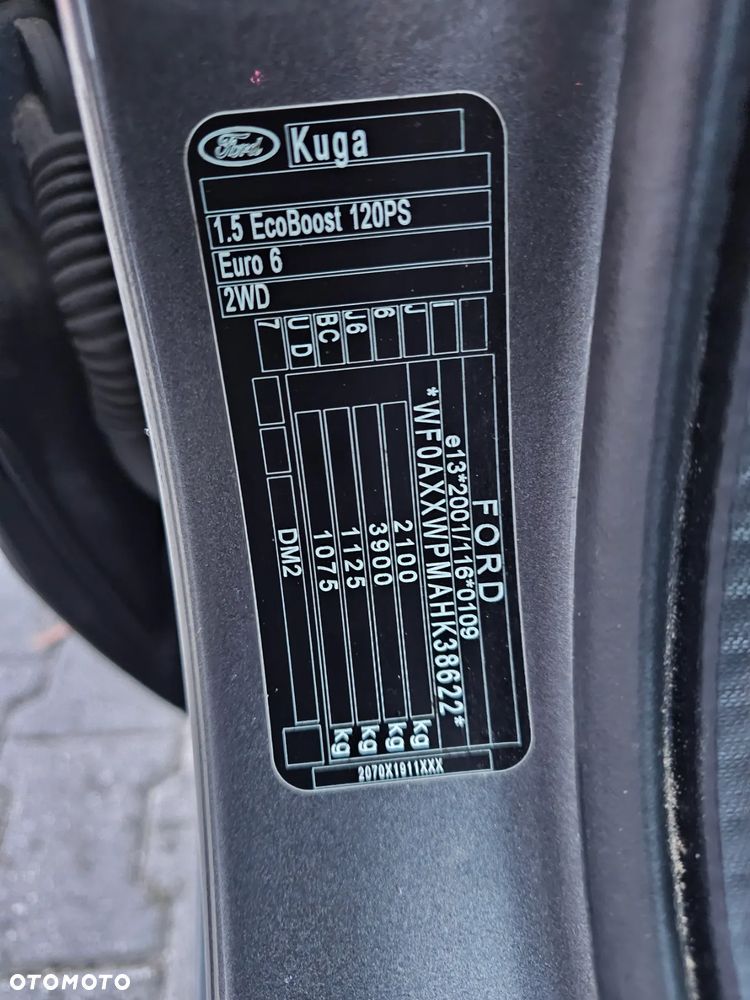 Ford
Kuga
1.5 EcoBoost 120PS
Euro 6
2WD
7 U D BC J6 6 J I
FORD
e13*2001/116*0109
*WF0AXXWPMAHK38622*
2100 kg
3900 kg
1125 kg
1075 kg
DM2
2070X1911XXX
OTOMOTO